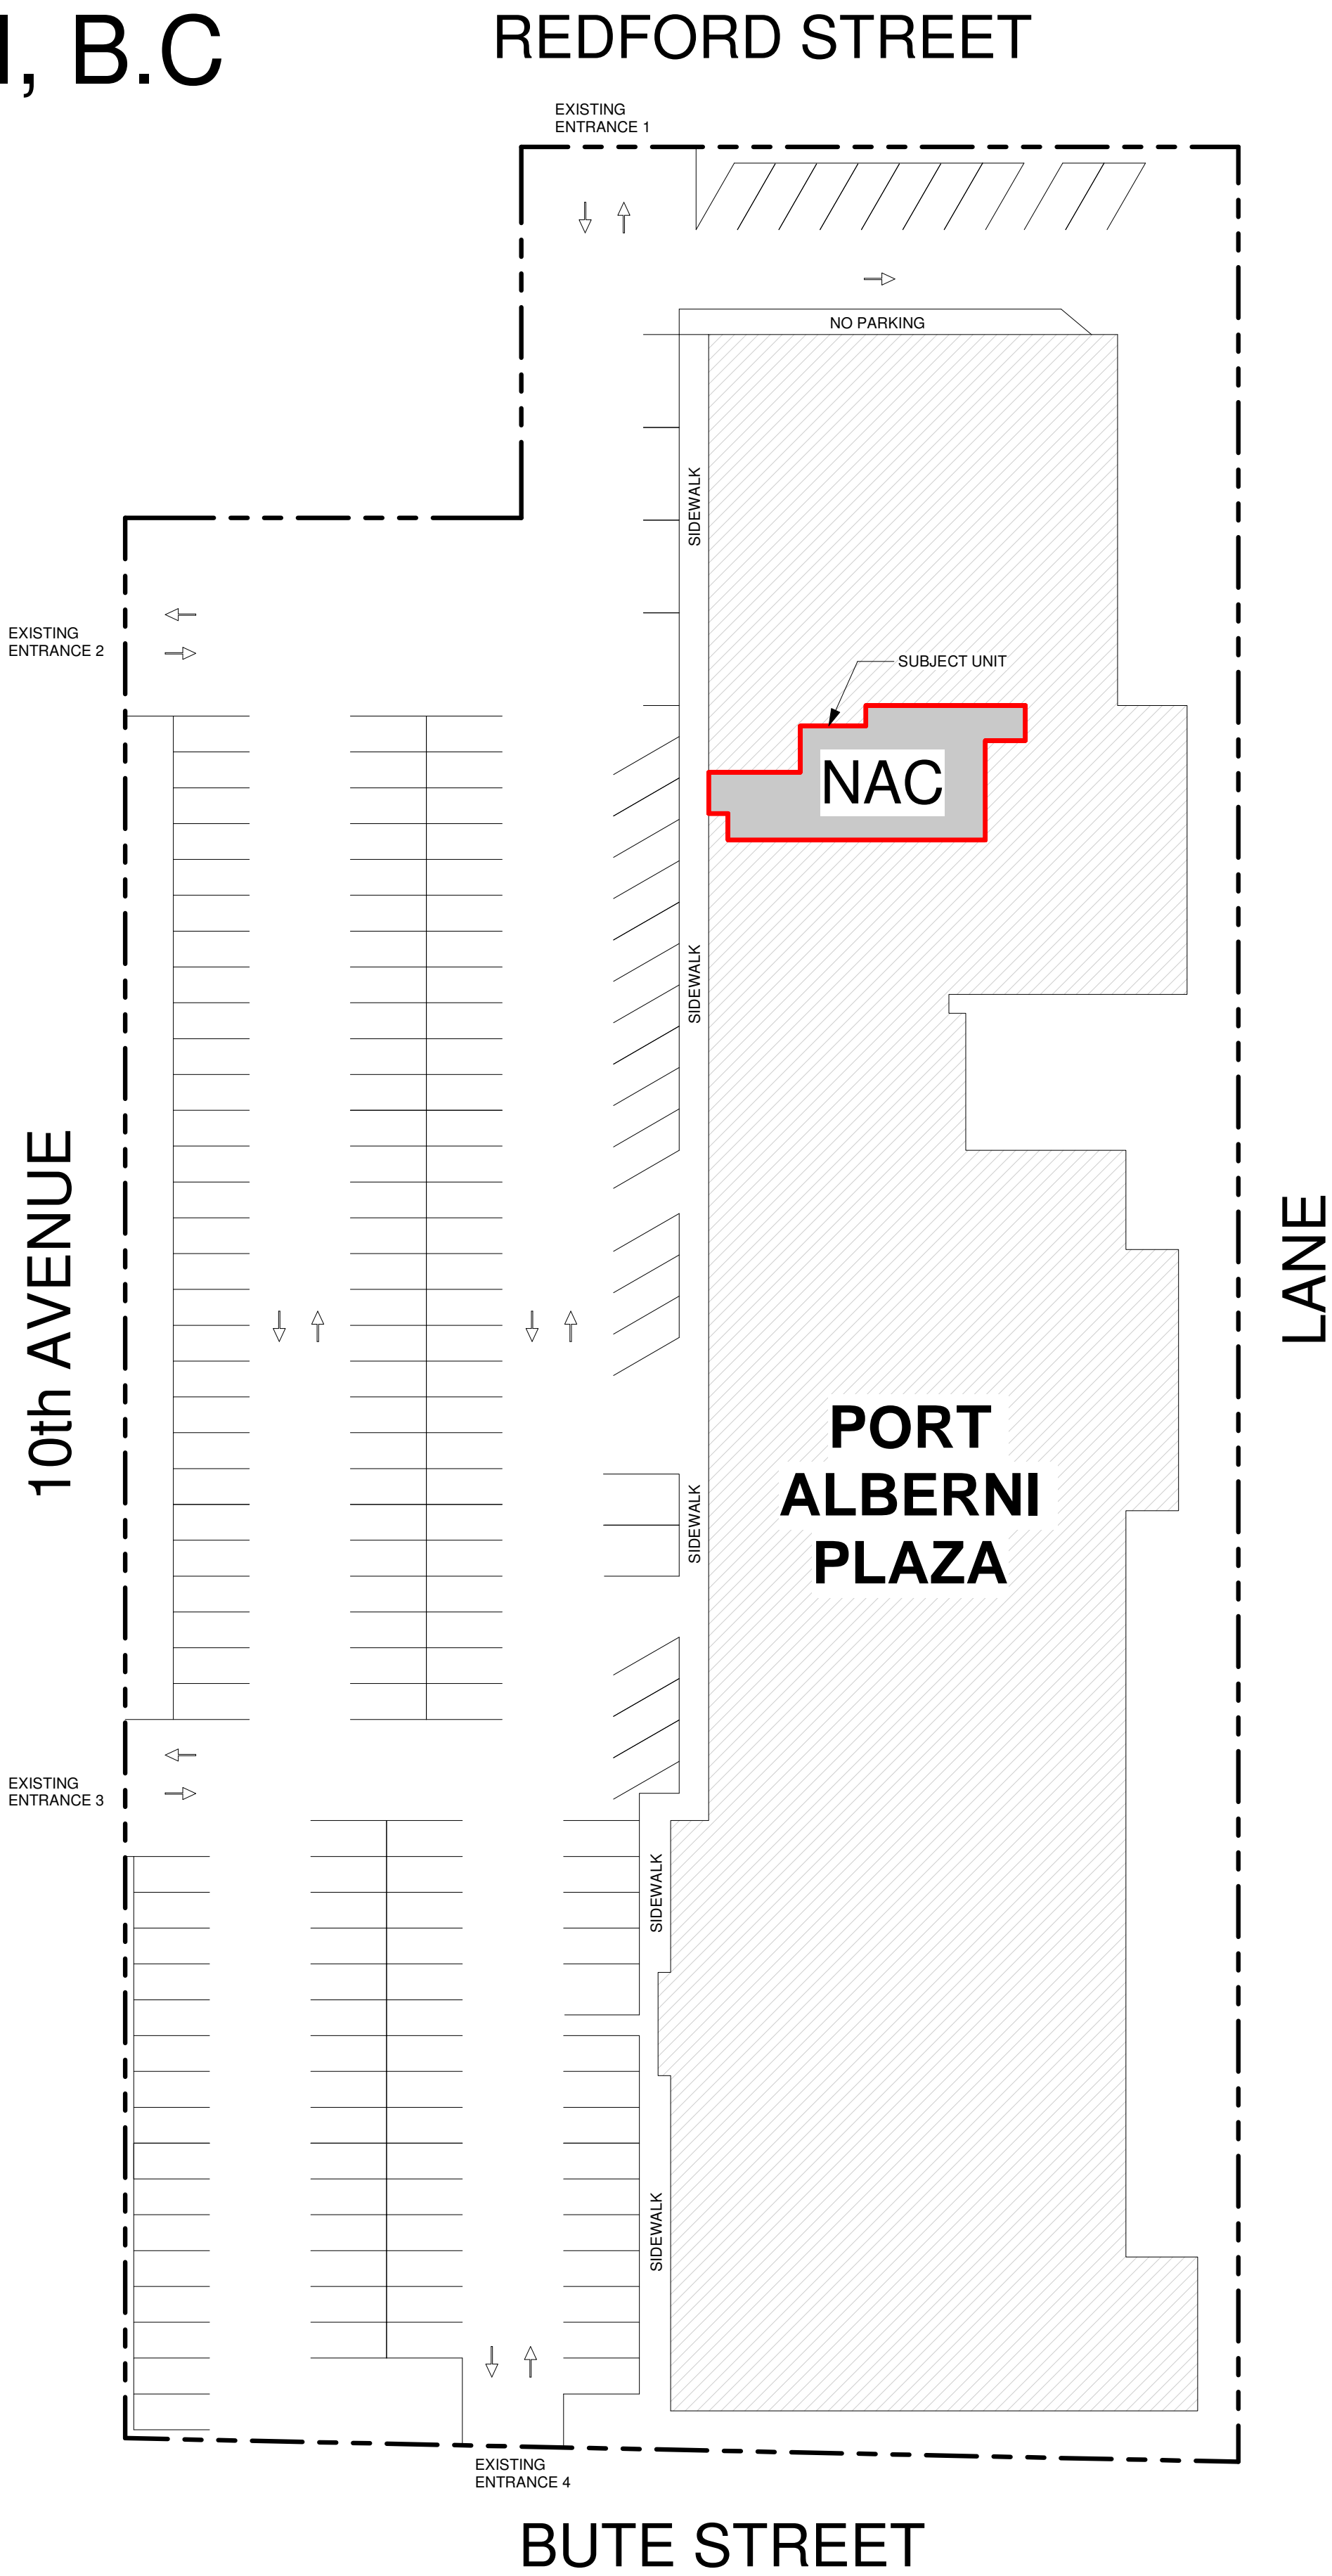 , B.C
REDFORD STREET
EXISTING
ENTRANCE 1
NO PARKING
SIDEWALK
EXISTING
ENTRANCE 2
SUBJECT UNIT
NAC
SIDEWALK
10th AVENUE
LANE
PORT
ALBERNI
PLAZA
SIDEWALK
EXISTING
ENTRANCE 3
SIDEWALK
SIDEWALK
EXISTING
ENTRANCE 4
BUTE STREET